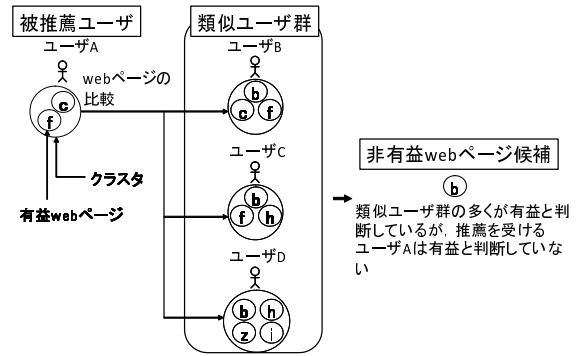 被推薦ユーザ
類似ユーザ群
ユーザA
ユーザB
webページの
比較
c
f
b
c
f
クラスタ
有益webページ
ユーザC
b
f
h
ユーザD
b
h
z
i
非有益webページ候補
b
類似ユーザ群の多くが有益と判
断しているが, 推薦を受ける
ユーザAは有益と判断していな
い